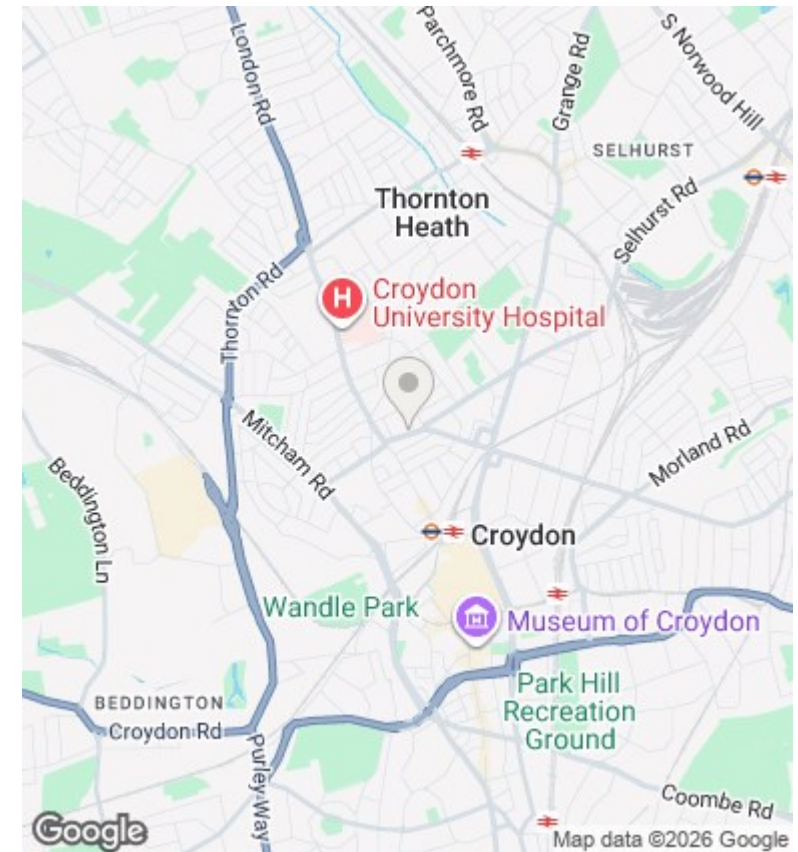 London Rd
Parchmore Rd
Grange Rd
S Norwood Hill
SELHURST
Thornton
Heath
Selhurst Rd
Thornton Rd
H
Croydon
University Hospital
Mitcham Rd
Morland Rd
Beddington Ln
Croydon
Wandle Park
Museum of Croydon
M
Park Hill
Recreation
Ground
BEDDINGTON
Croydon Rd
Purley Way
Coombe Rd
Google
Map data ©2026 Google